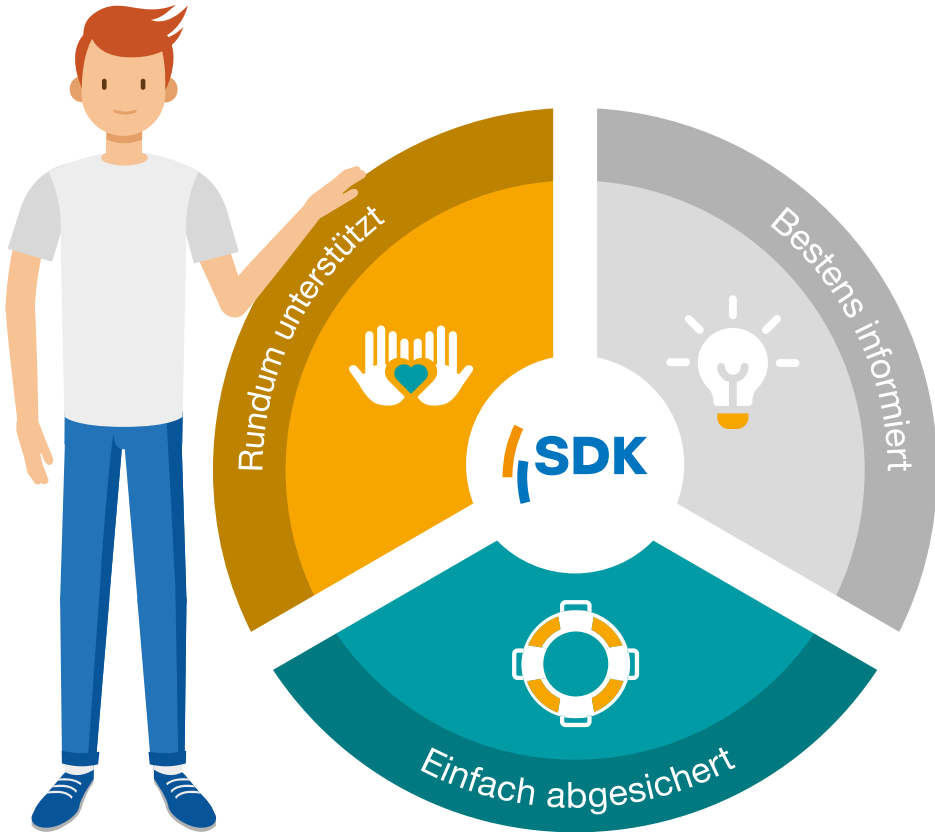 Rundum unterstützt
Bestens informiert
SDK
Einfach abgesichert